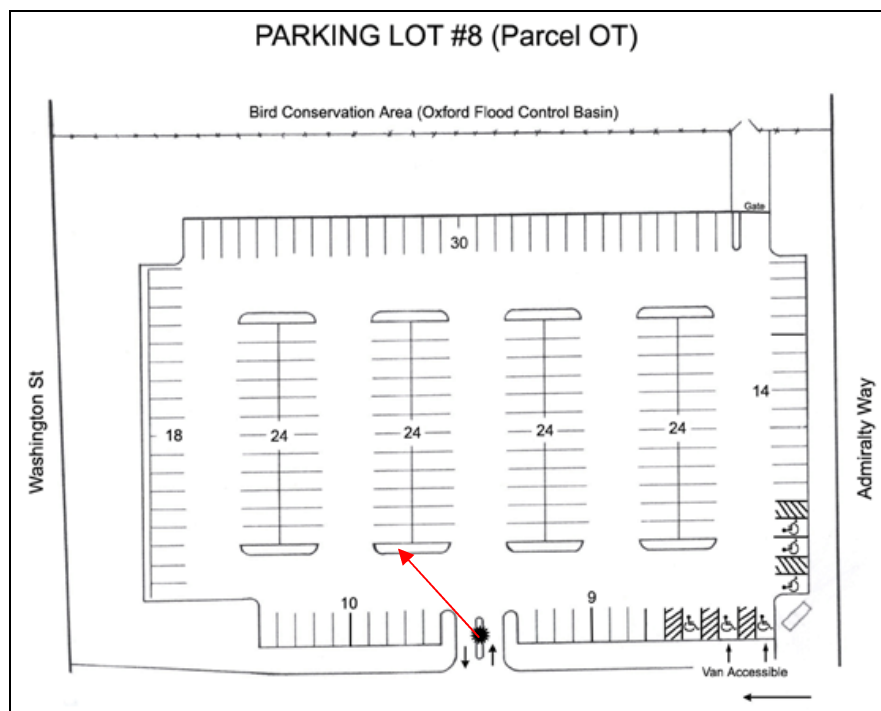 PARKING LOT #8 (Parcel OT)
Bird Conservation Area (Oxford Flood Control Basin)
Gate
30
Washington St
18
24
24
24
24
14
Admiralty Way
10
9
Van Accessible